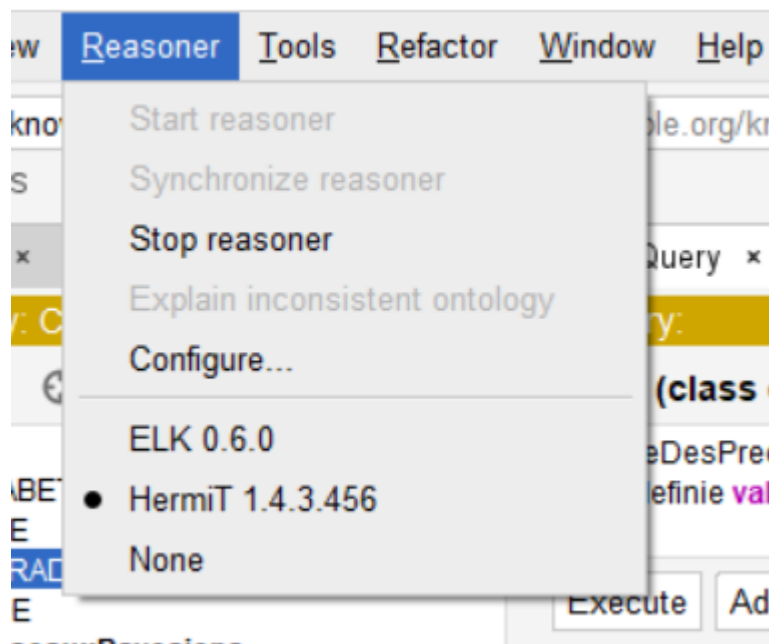 Reasoner Tools Refactor Window Help
Start reasoner
Synchronize reasoner
Stop reasoner
Query ×
Explain inconsistent ontology
Configure...
(class
ELK 0.6.0
HermiT 1.4.3.456
None
Execute